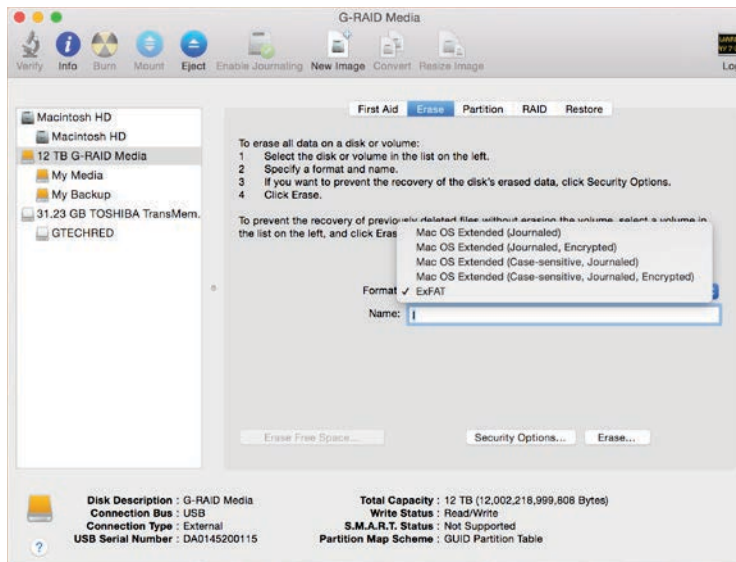 G-RAID Media
Verify Info Burn Mount Eject Enable Journaling New Image Convert Resize Image
First Aid Erase Partition RAID Restore
Macintosh HD
Macintosh HD
12 TB G-RAID Media
My Media
My Backup
31.23 GB TOSHIBA TransMem.
GTECHRED
To erase all data on a disk or volume:
1 Select the disk or volume in the list on the left.
2 Specify a format and name.
3 If you want to prevent the recovery of the disk's erased data, click Security Options.
4 Click Erase.
To prevent the recovery of previously deleted files without erasing the volume, select a volume in
the list on the left, and click Eras
Mac OS Extended (Journaled)
Mac OS Extended (Journaled, Encrypted)
Mac OS Extended (Case-sensitive, Journaled)
Mac OS Extended (Case-sensitive, Journaled, Encrypted)
Format ✓ ExFAT
Name:
Erase Free Space... Security Options... Erase...
Disk Description : G-RAID Media
Connection Bus : USB
Connection Type : External
USB Serial Number : DA0145200115
Total Capacity : 12 TB (12,002,218,999,808 Bytes)
Write Status : Read/Write
S.M.A.R.T. Status : Not Supported
Partition Map Scheme : GUID Partition Table
?